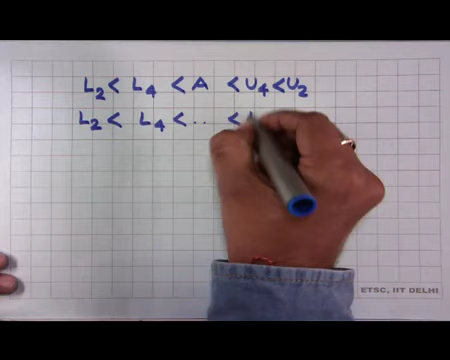 L₂ < L₄ < A < U₄ < U₂
L₂ < L₄ < .. <
ETSC, IIT DELHI